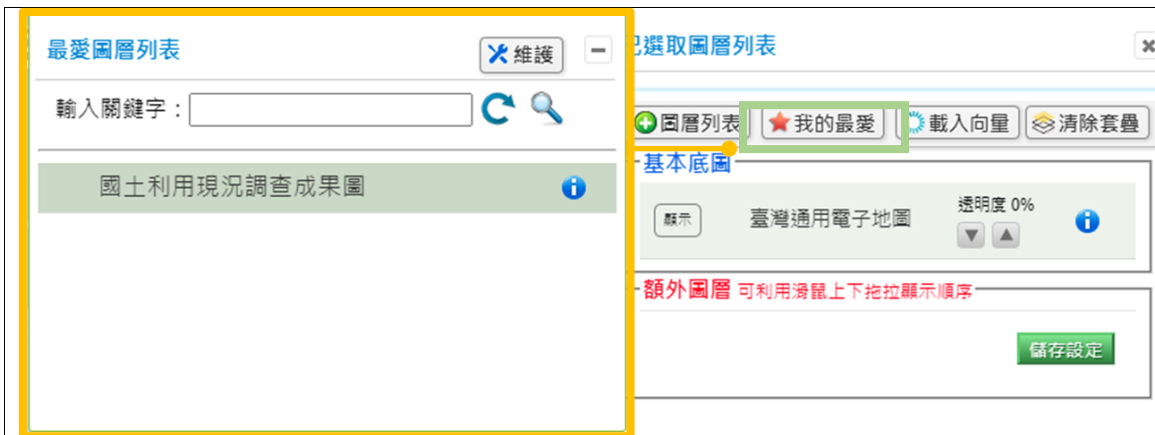 最愛圖層列表
維護
輸入關鍵字：
國土利用現況調查成果圖
已選取圖層列表
圖層列表 我的最愛 載入向量 清除套疊
基本底圖
顯示 臺灣通用電子地圖 透明度 0%
額外圖層 可利用滑鼠上下拖拉顯示順序
儲存設定